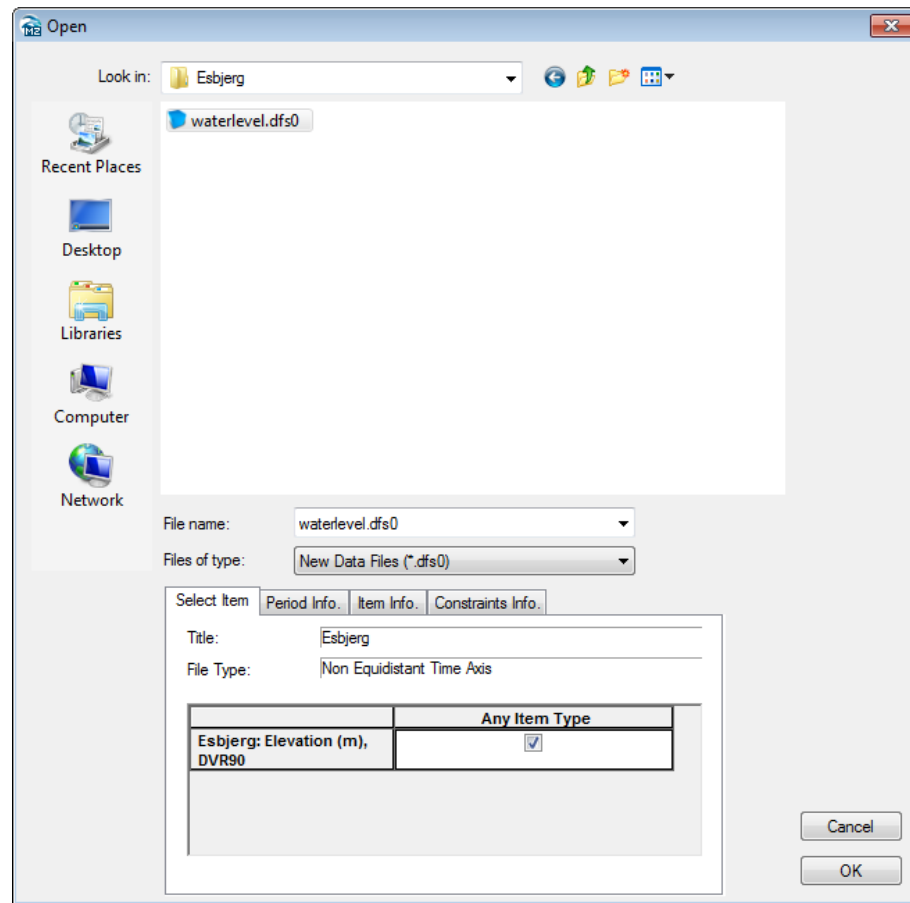 Open
Look in:
Esbjerg
waterlevel.dfs0
Recent Places
Desktop
Libraries
Computer
Network
File name:
waterlevel.dfs0
Files of type:
New Data Files (*.dfs0)
Select Item
Period Info.
Item Info.
Constraints Info.
Title:
Esbjerg
File Type:
Non Equidistant Time Axis
Any Item Type
Esbjerg: Elevation (m),
DVR90
Cancel
OK